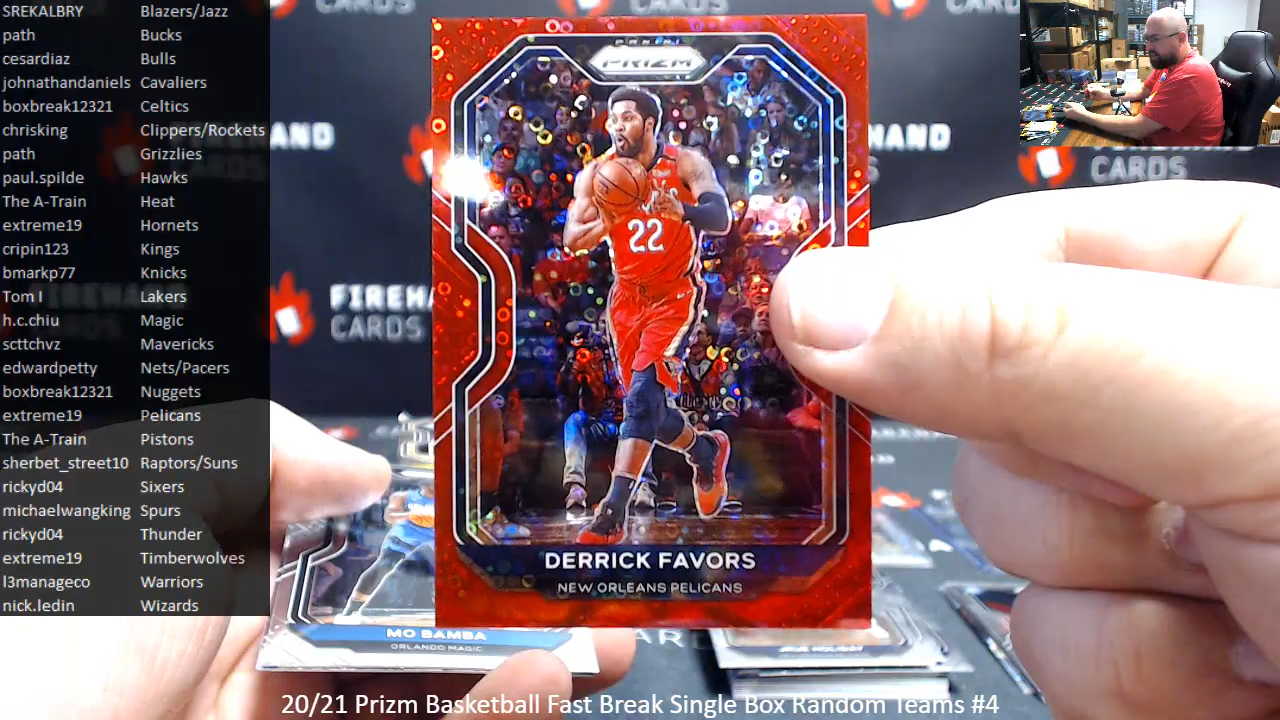 SREKALBRY Blazers/Jazz
path Bucks
cesardiaz Bulls
johnathandaniels Cavaliers
boxbreak12321 Celtics
chrisking Clippers/Rockets
path Grizzlies
paul.spilde Hawks
The A-Train Heat
extreme19 Hornets
cripin123 Kings
bmarkp77 Knicks
Tom I Lakers
h.c.chiu Magic
scttchvz Mavericks
edwardpetty Nets/Pacers
boxbreak12321 Nuggets
extreme19 Pelicans
The A-Train Pistons
sherbet_street10 Raptors/Suns
rickyd04 Sixers
michaelwangking Spurs
rickyd04 Thunder
extreme19 Timberwolves
l3manageco Warriors
nick.ledin Wizards
CARDS
FIREHA
CARDS
CARDS
PANINI
PRIZM
22
DERRICK FAVORS
NEW ORLEANS PELICANS
MO BAMBA
ORLANDO MAGIC
20/21 Prizm Basketball Fast Break Single Box Random Teams #4